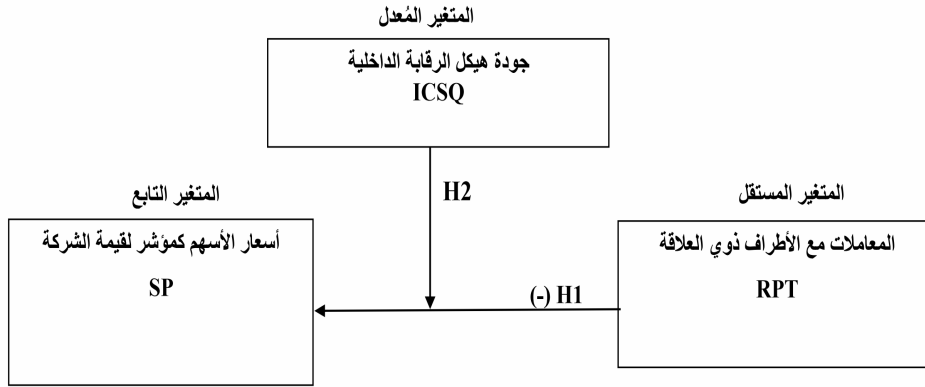 المتغير المُعدل
جودة هيكل الرقابة الداخلية
ICSQ
H2
المتغير المستقل
المعاملات مع الأطراف ذوي العلاقة
RPT
(-) H1
المتغير التابع
أسعار الأسهم كمؤشر لقيمة الشركة
SP